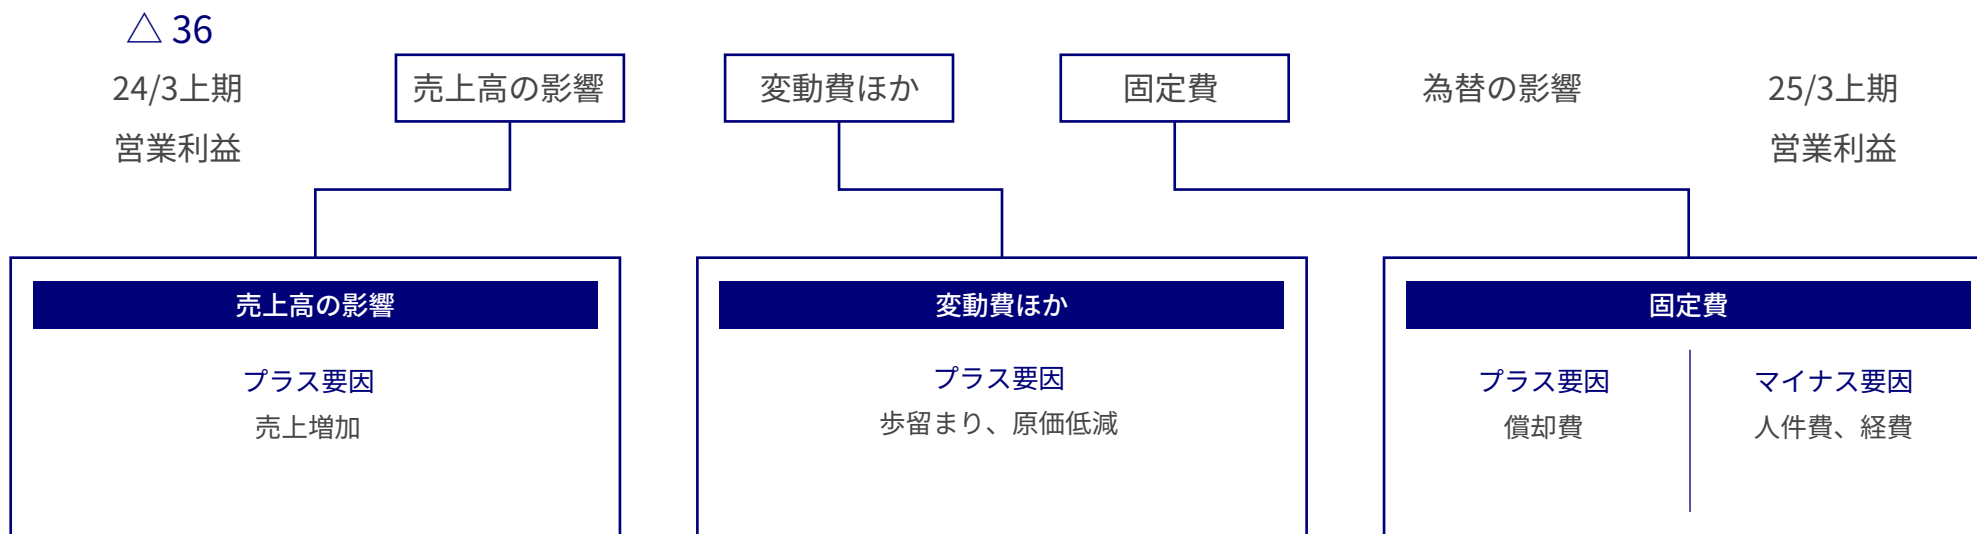 △ 36
24/3上期
営業利益
売上高の影響
変動費ほか
固定費
為替の影響
25/3上期
営業利益
売上高の影響
プラス要因
売上増加
変動費ほか
プラス要因
歩留まり、原価低減
固定費
プラス要因
償却費
マイナス要因
人件費、経費